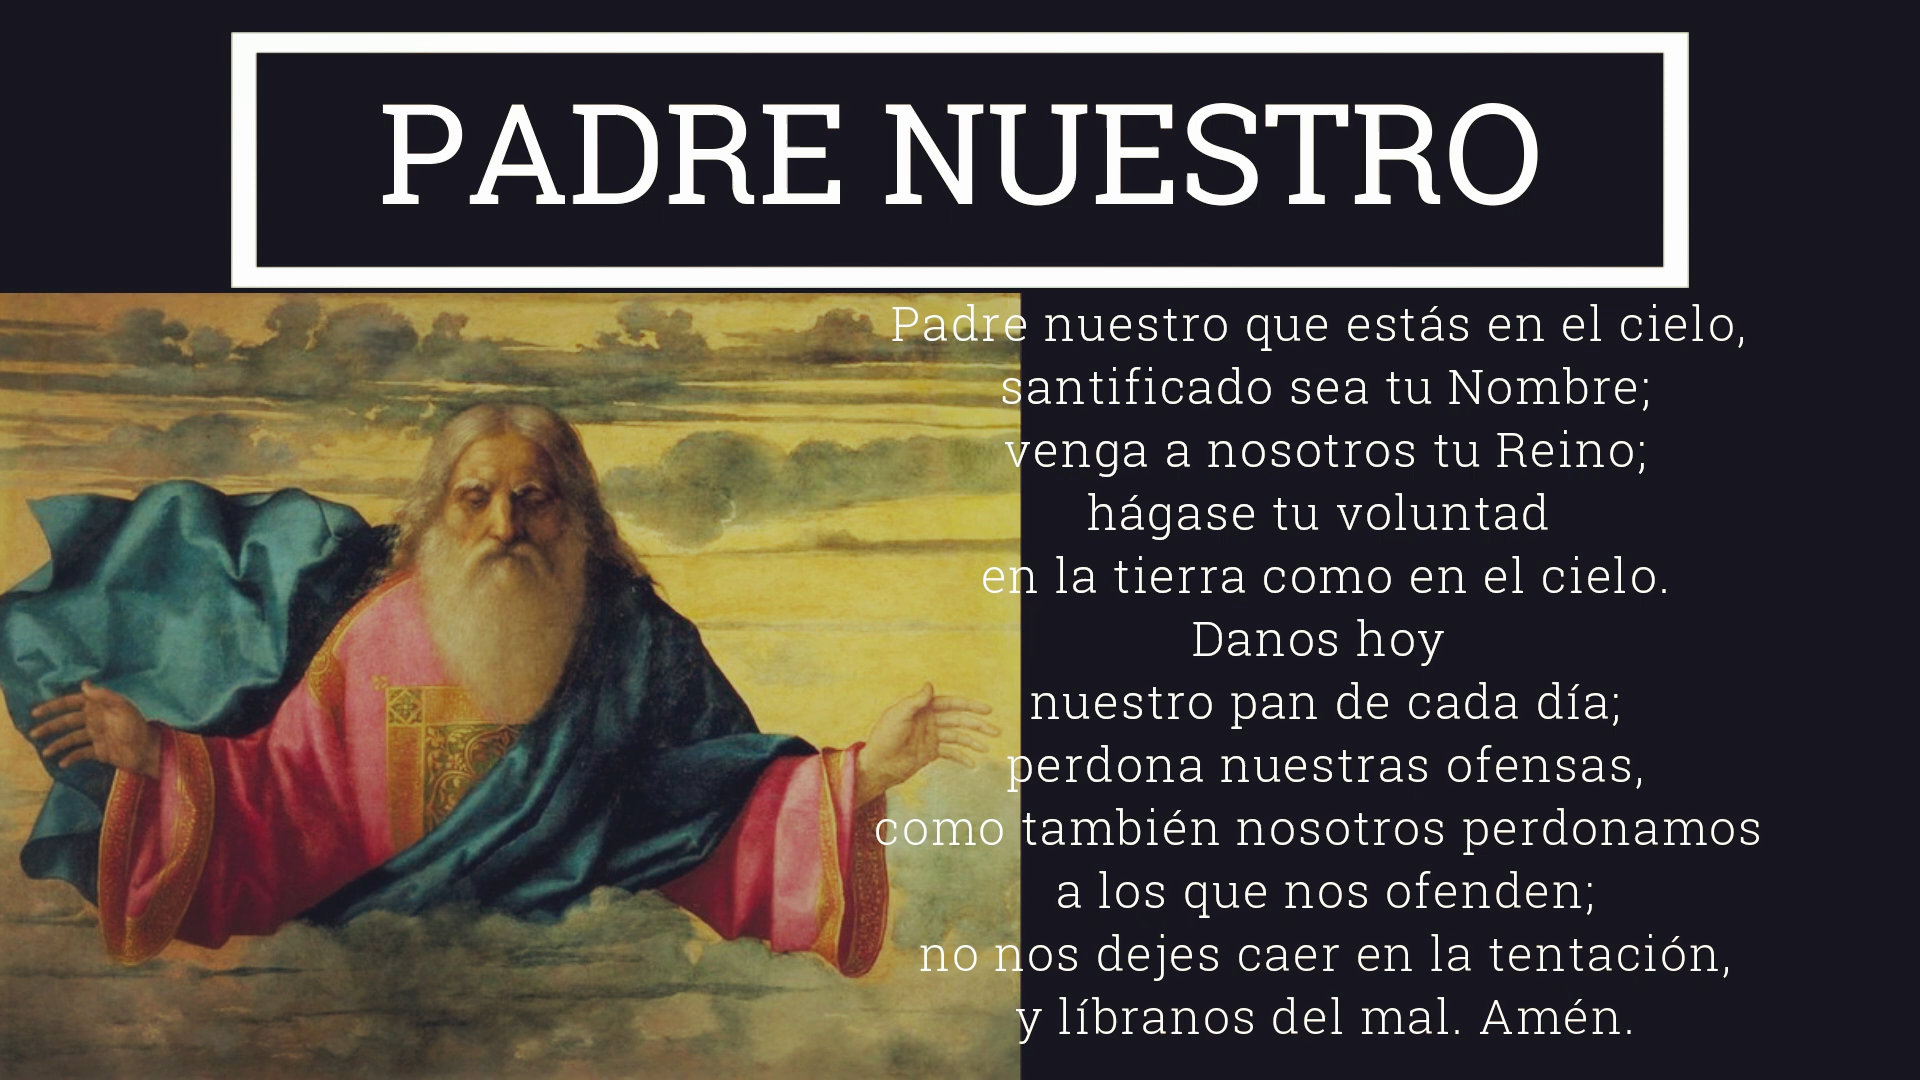 PADRE NUESTRO
Padre nuestro que estás en el cielo,
santificado sea tu Nombre;
venga a nosotros tu Reino;
hágase tu voluntad
en la tierra como en el cielo.
Danos hoy
nuestro pan de cada día;
perdona nuestras ofensas,
como también nosotros perdonamos
a los que nos ofenden;
no nos dejes caer en la tentación,
y líbranos del mal. Amén.